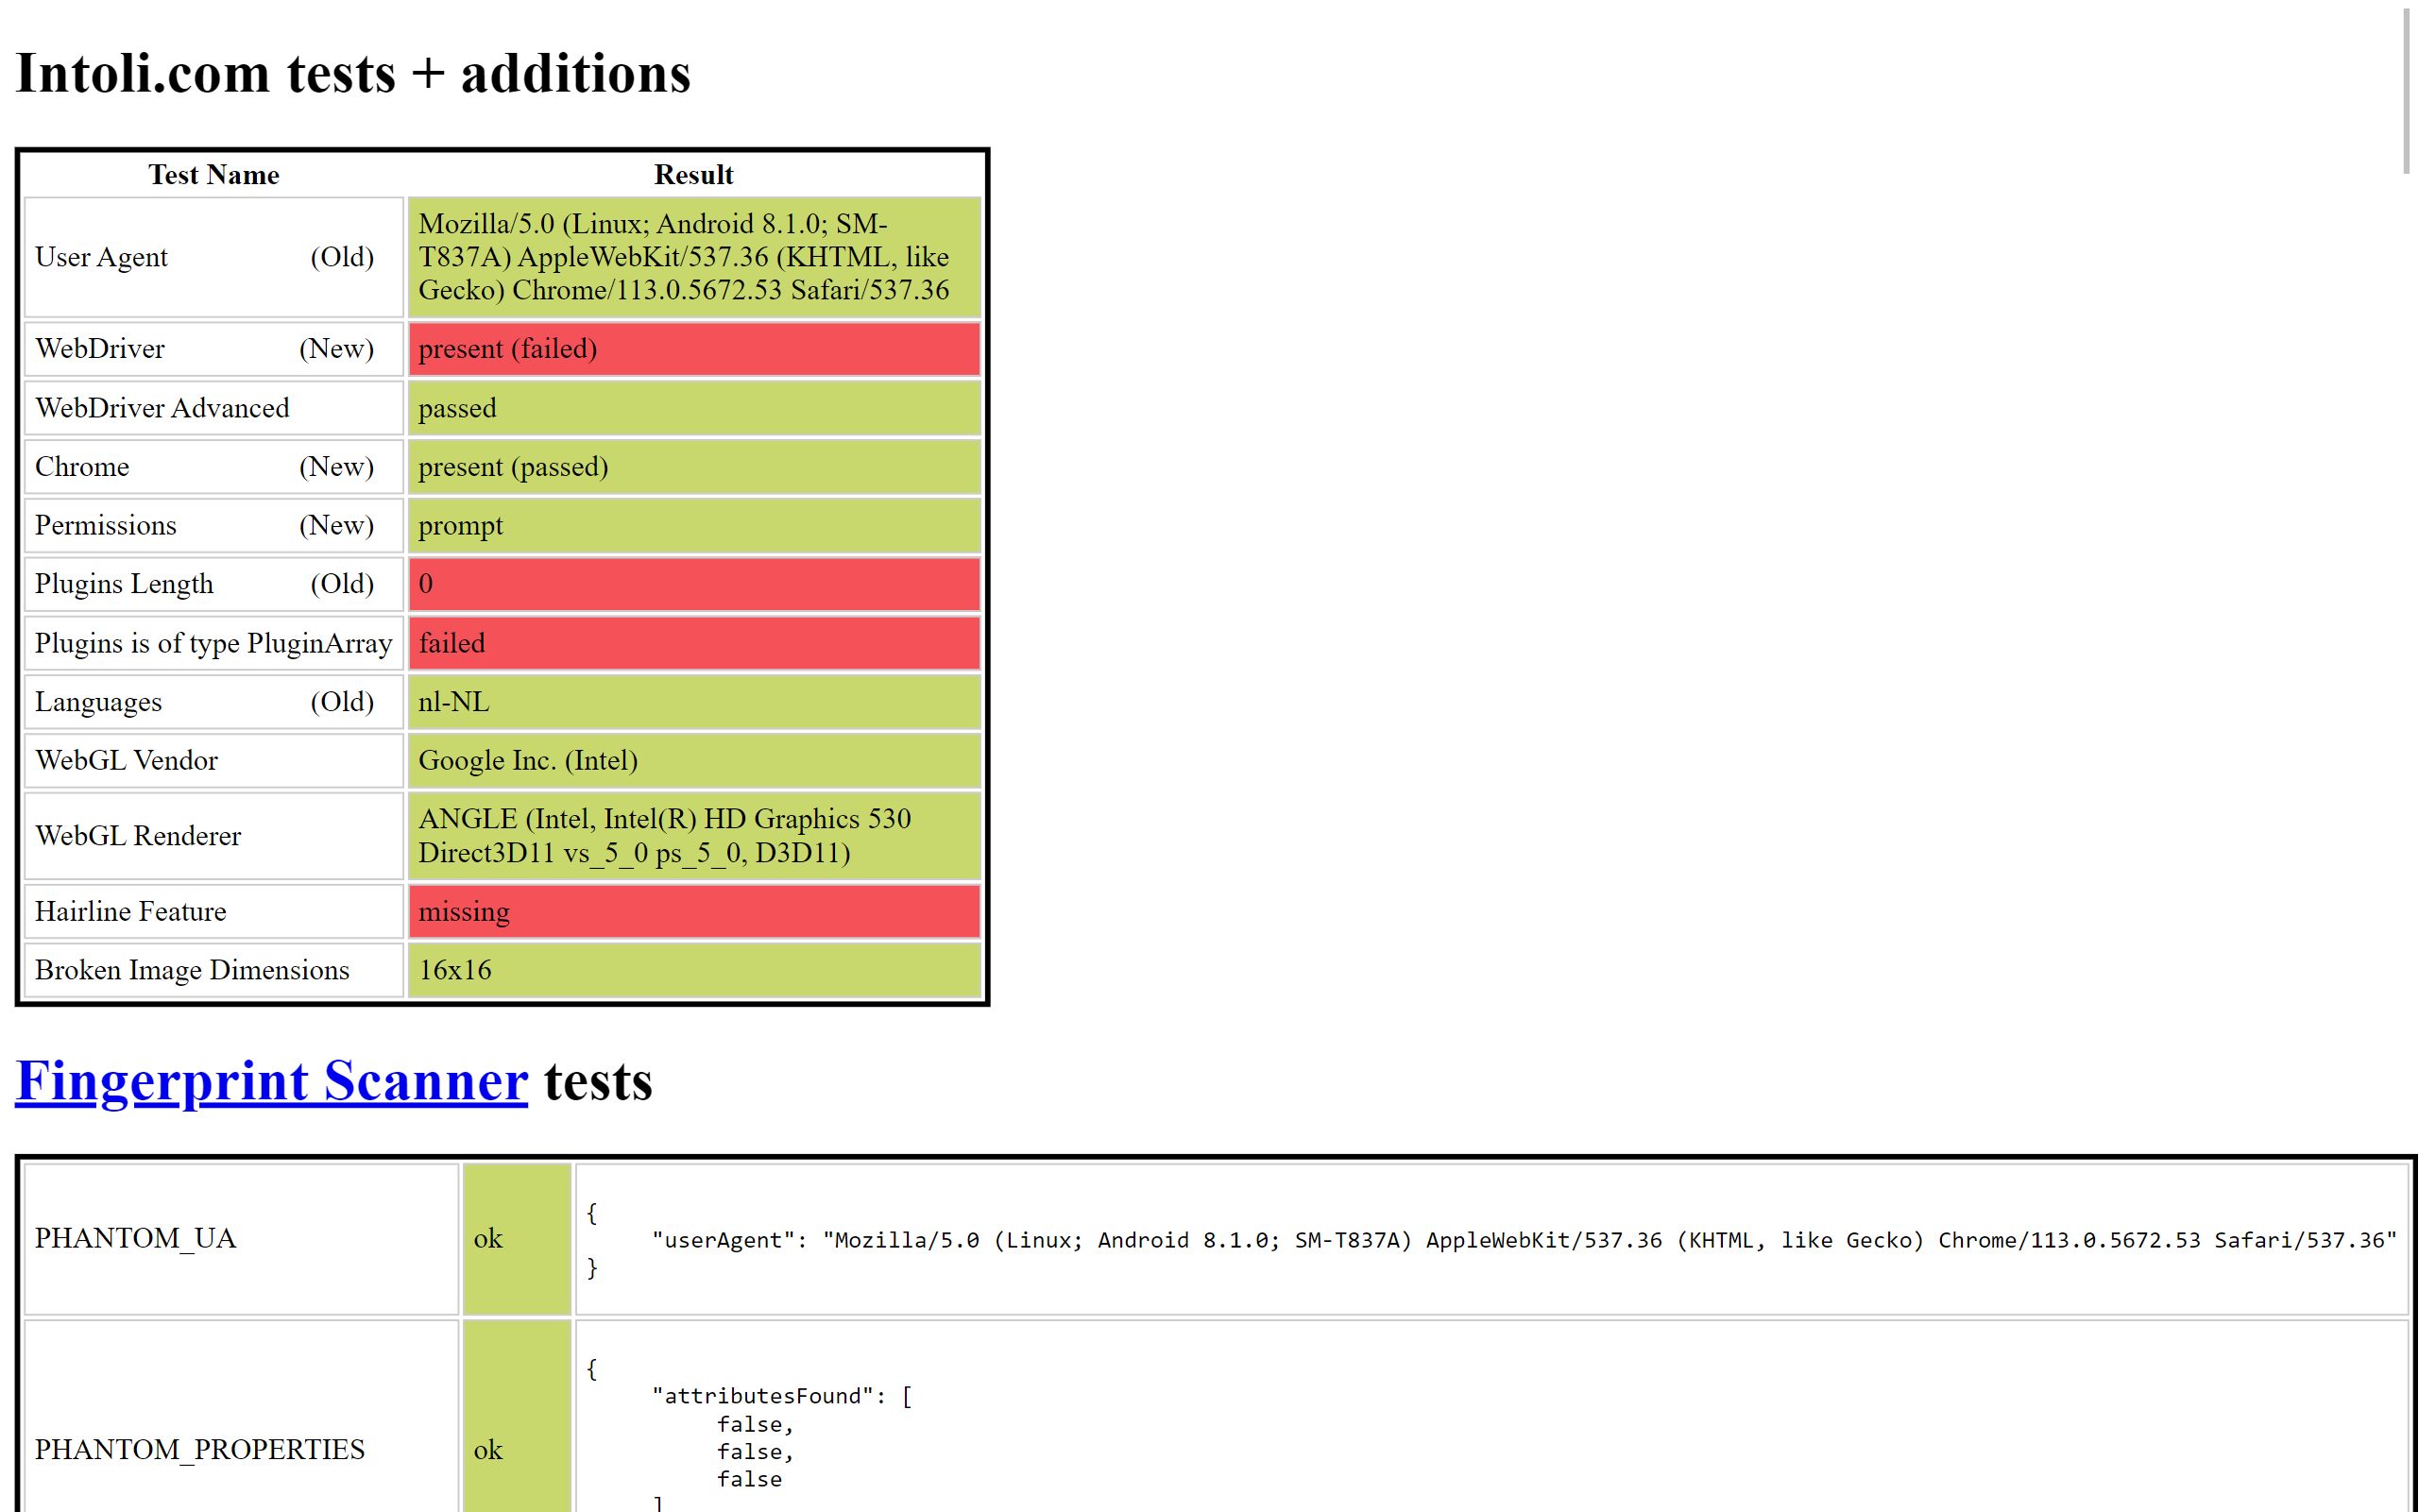 Intoli.com tests + additions
Test Name Result
User Agent (Old) Mozilla/5.0 (Linux; Android 8.1.0; SM-
T837A) AppleWebKit/537.36 (KHTML, like
Gecko) Chrome/113.0.5672.53 Safari/537.36
WebDriver (New) present (failed)
WebDriver Advanced passed
Chrome (New) present (passed)
Permissions (New) prompt
Plugins Length (Old) 0
Plugins is of type PluginArray failed
Languages (Old) nl-NL
WebGL Vendor Google Inc. (Intel)
WebGL Renderer ANGLE (Intel, Intel(R) HD Graphics 530
Direct3D11 vs_5_0 ps_5_0, D3D11)
Hairline Feature missing
Broken Image Dimensions 16x16
Fingerprint Scanner tests
PHANTOM_UA ok {
"userAgent": "Mozilla/5.0 (Linux; Android 8.1.0; SM-T837A) AppleWebKit/537.36 (KHTML, like Gecko) Chrome/113.0.5672.53 Safari/537.36"
}
PHANTOM_PROPERTIES ok {
"attributesFound": [
false,
false,
false
]